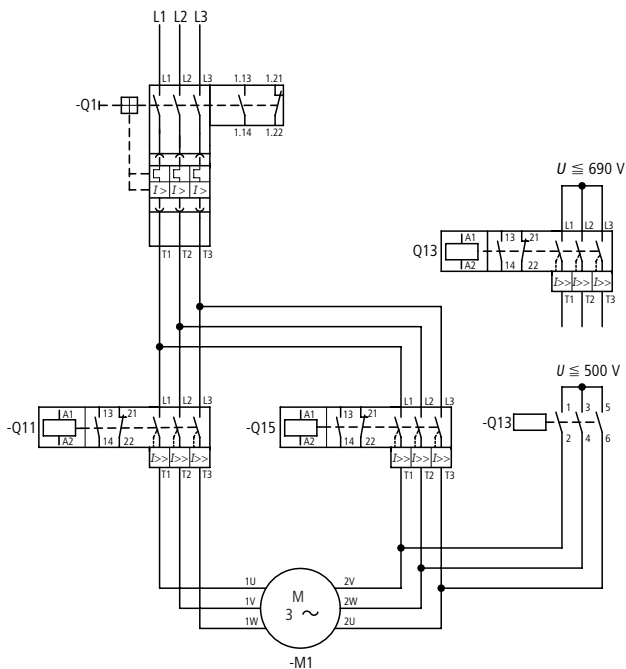 L1 L2 L3
L1 L2 L3 1.13 1.21
-Q1
1.14 1.22
I> I> I>
T1 T2 T3
U ≦ 690 V
L1 L2 L3
Q13 A1 13 21
A2 14 22
I>> I>> I>>
T1 T2 T3
U ≦ 500 V
L1 L2 L3
-Q11 A1 13 21
A2 14 22
I>> I>> I>>
T1 T2 T3
L1 L2 L3
-Q15 A1 13 21
A2 14 22
I>> I>> I>>
T1 T2 T3
-Q13
1 3 5
2 4 6
1U 2V
1V 2W
1W 2U
M
3 ~
-M1